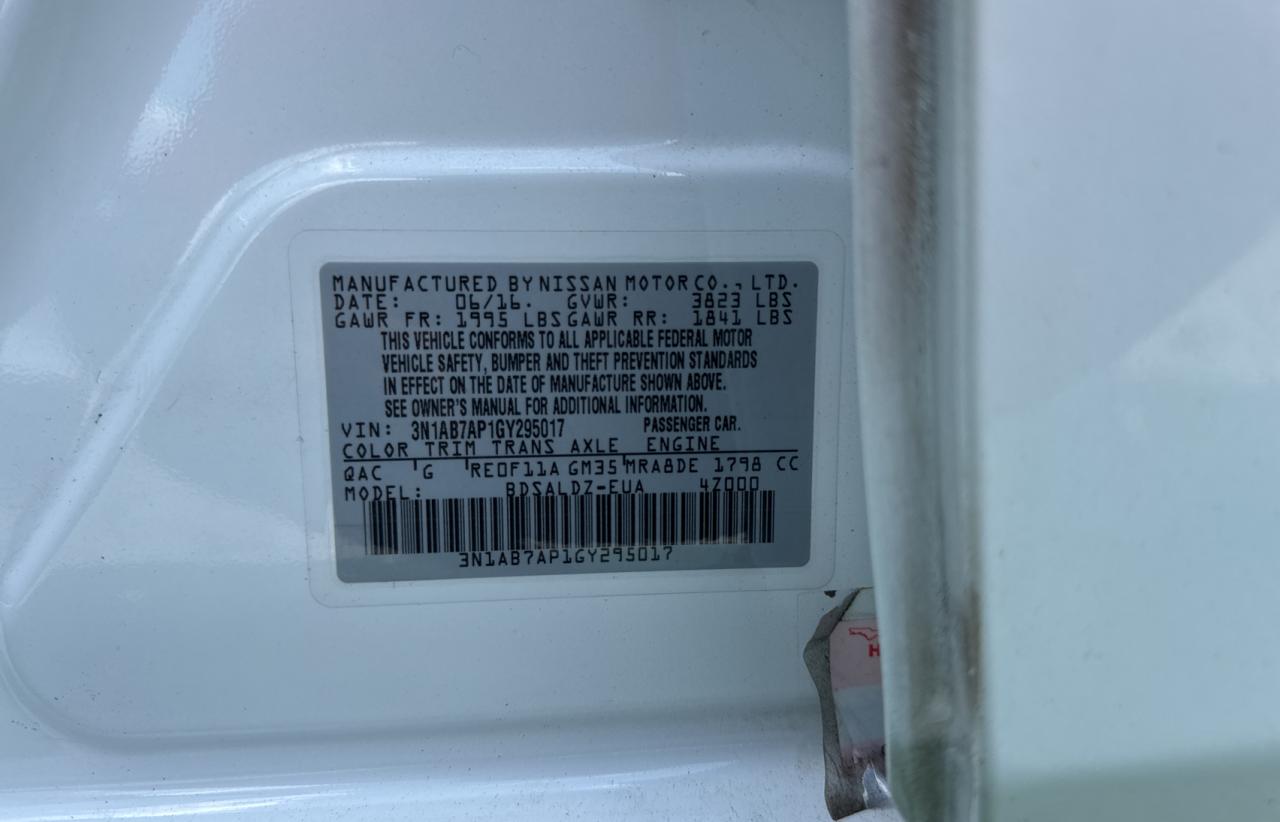 MANUFACTURED BY NISSAN MOTOR CO., LTD.
DATE: 06/16. GVWR: 3823 LBS
GAWR FR: 1995 LBS GAWR RR: 1841 LBS
THIS VEHICLE CONFORMS TO ALL APPLICABLE FEDERAL MOTOR
VEHICLE SAFETY, BUMPER AND THEFT PREVENTION STANDARDS
IN EFFECT ON THE DATE OF MANUFACTURE SHOWN ABOVE.
SEE OWNER'S MANUAL FOR ADDITIONAL INFORMATION.
VIN: 3N1AB7AP1GY295017 PASSENGER CAR.
COLOR TRIM TRANS AXLE ENGINE
QAC G RE0F11A GM35 MRA8DE 1798 CC
MODEL: BDSALDZ-EUA 4Z000
3N1AB7AP1GY295017
H